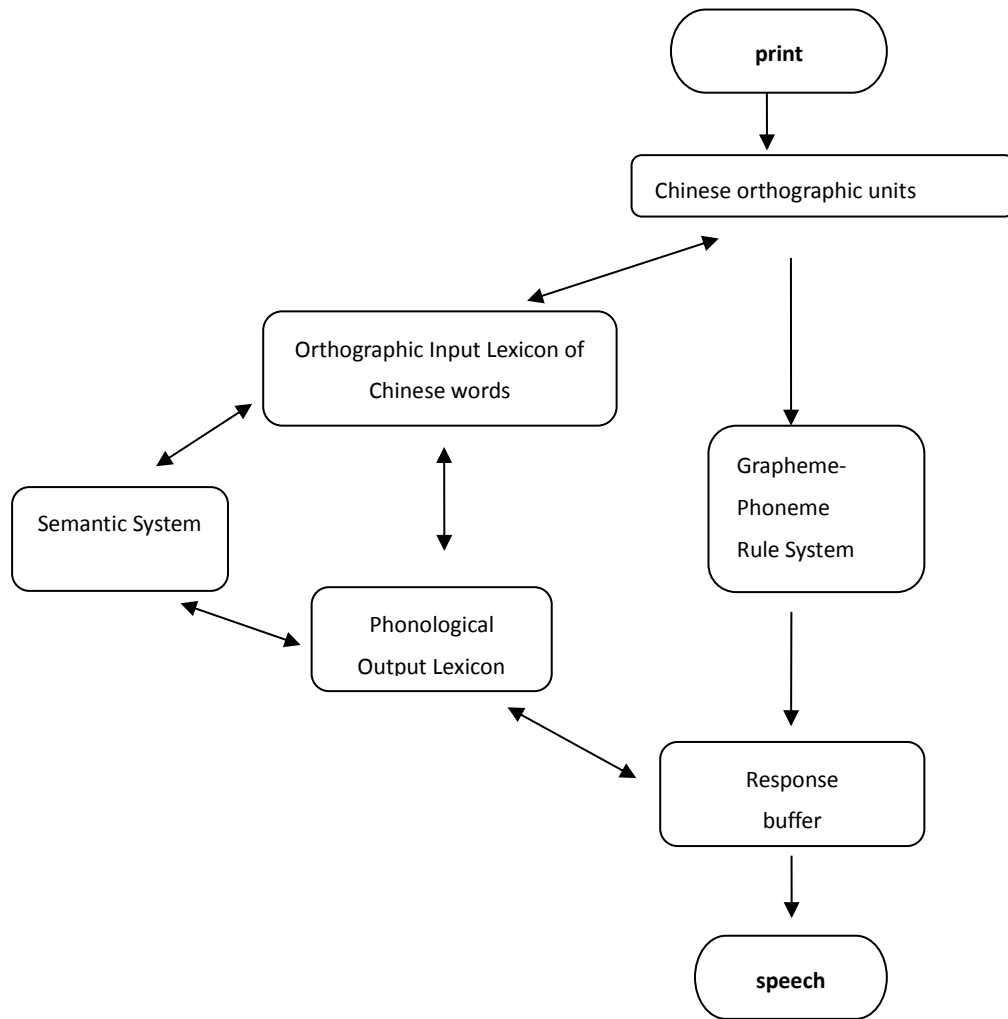 print
Chinese orthographic units
Orthographic Input Lexicon of
Chinese words
Grapheme-
Phoneme
Rule System
Semantic System
Phonological
Output Lexicon
Response
buffer
speech